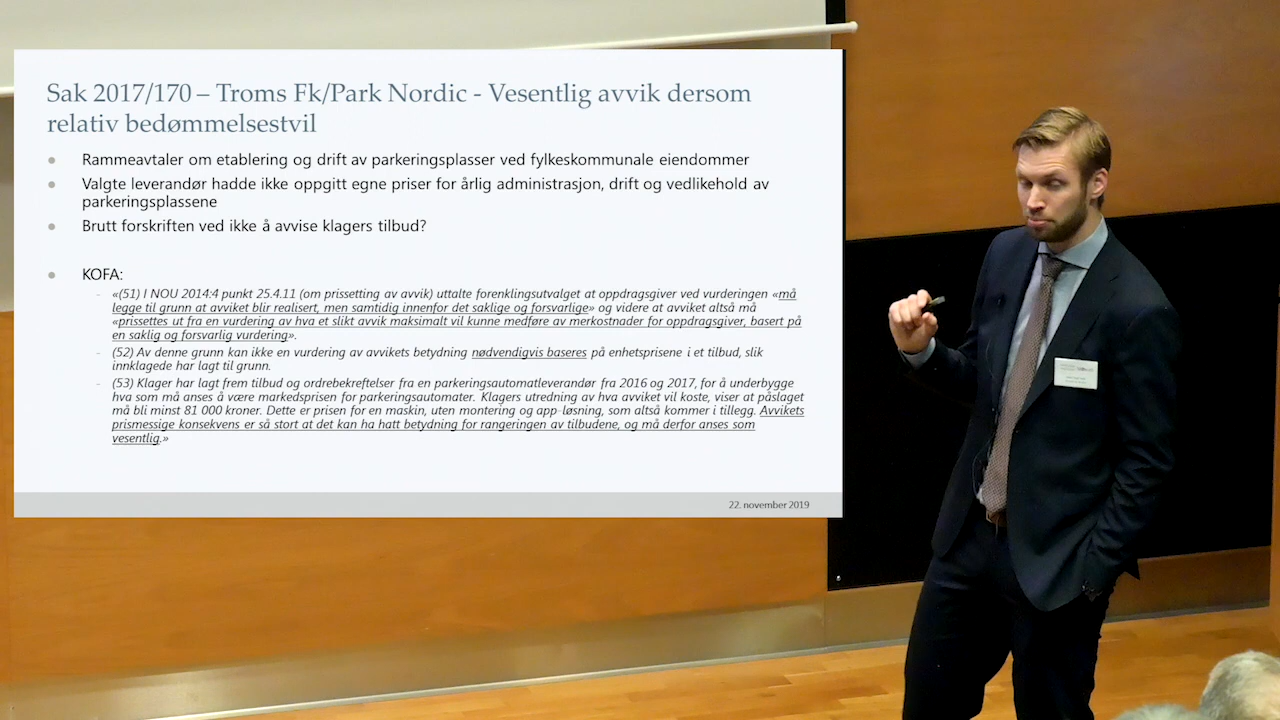 Sak 2017/170 – Troms Fk/Park Nordic - Vesentlig avvik dersom
relativ bedømmelsestvil
Rammeavtaler om etablering og drift av parkeringsplasser ved fylkeskommunale eiendommer
Valgte leverandør hadde ikke oppgitt egne priser for årlig administrasjon, drift og vedlikehold av
parkeringsplassene
Brutt forskriften ved ikke å avvise klagers tilbud?
KOFA:
«(51) I NOU 2014:4 punkt 25.4.11 (om prissetting av avvik) uttalte forenklingsutvalget at oppdragsgiver ved vurderingen «må
legge til grunn at avviket blir realisert, men samtidig innenfor det saklige og forsvarlige» og videre at avviket altså må
«prissettes ut fra en vurdering av hva et slikt avvik maksimalt vil kunne medføre av merkostnader for oppdragsgiver, basert på
en saklig og forsvarlig vurdering».
(52) Av denne grunn kan ikke en vurdering av avvikets betydning nødvendigvis baseres på enhetsprisene i et tilbud, slik
innklagede har lagt til grunn.
(53) Klager har lagt frem tilbud og ordrebekreftelser fra en parkeringsautomatleverandør fra 2016 og 2017, for å underbygge
hva som må anses å være markedsprisen for parkeringsautomater. Klagers utredning av hva avviket vil koste, viser at påslaget
må bli minst 81 000 kroner. Dette er prisen for en maskin, uten montering og app-løsning, som altså kommer i tillegg. Avvikets
prismessige konsekvens er så stort at det kan ha hatt betydning for rangeringen av tilbudene, og må derfor anses som
vesentlig.»
22. november 2019